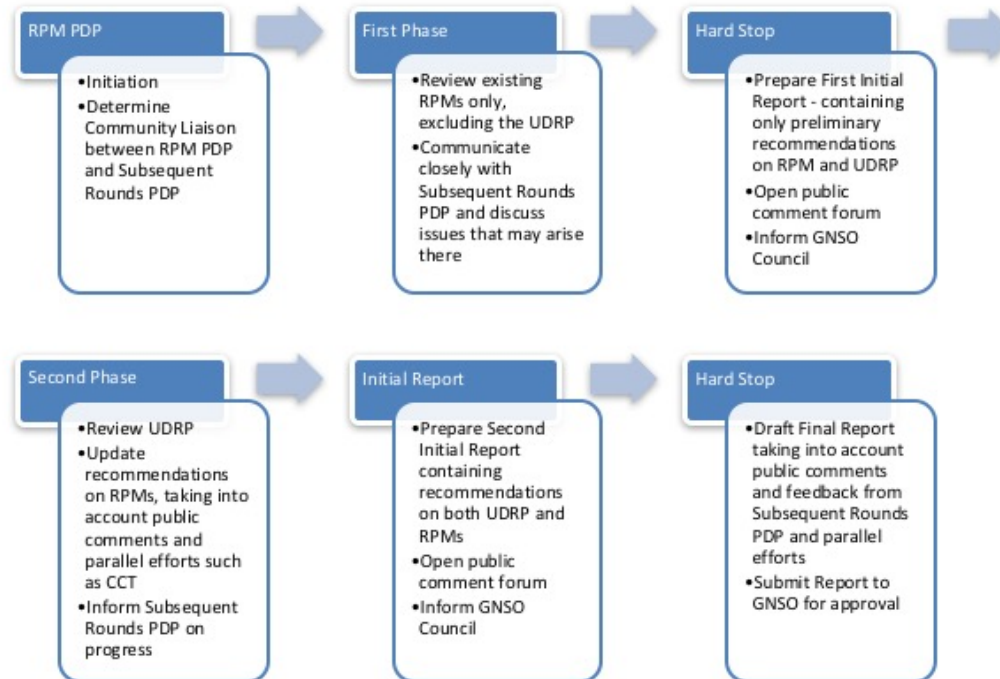 RPM PDP
•Initiation
•Determine
Community Liaison
between RPM PDP
and Subsequent
Rounds PDP
First Phase
•Review existing
RPMs only,
excluding the UDRP
•Communicate
closely with
Subsequent Rounds
PDP and discuss
issues that may arise
there
Hard Stop
•Prepare First Initial
Report - containing
only preliminary
recommendations
on RPM and UDRP
•Open public
comment forum
•Inform GNSO
Council
Second Phase
•Review UDRP
•Update
recommendations
on RPMs, taking into
account public
comments and
parallel efforts such
as CCT
•Inform Subsequent
Rounds PDP on
progress
Initial Report
•Prepare Second
Initial Report
containing
recommendations
on both UDRP and
RPMs
•Open public
comment forum
•Inform GNSO
Council
Hard Stop
•Draft Final Report
taking into account
public comments
and feedback from
Subsequent Rounds
PDP and parallel
efforts
•Submit Report to
GNSO for approval